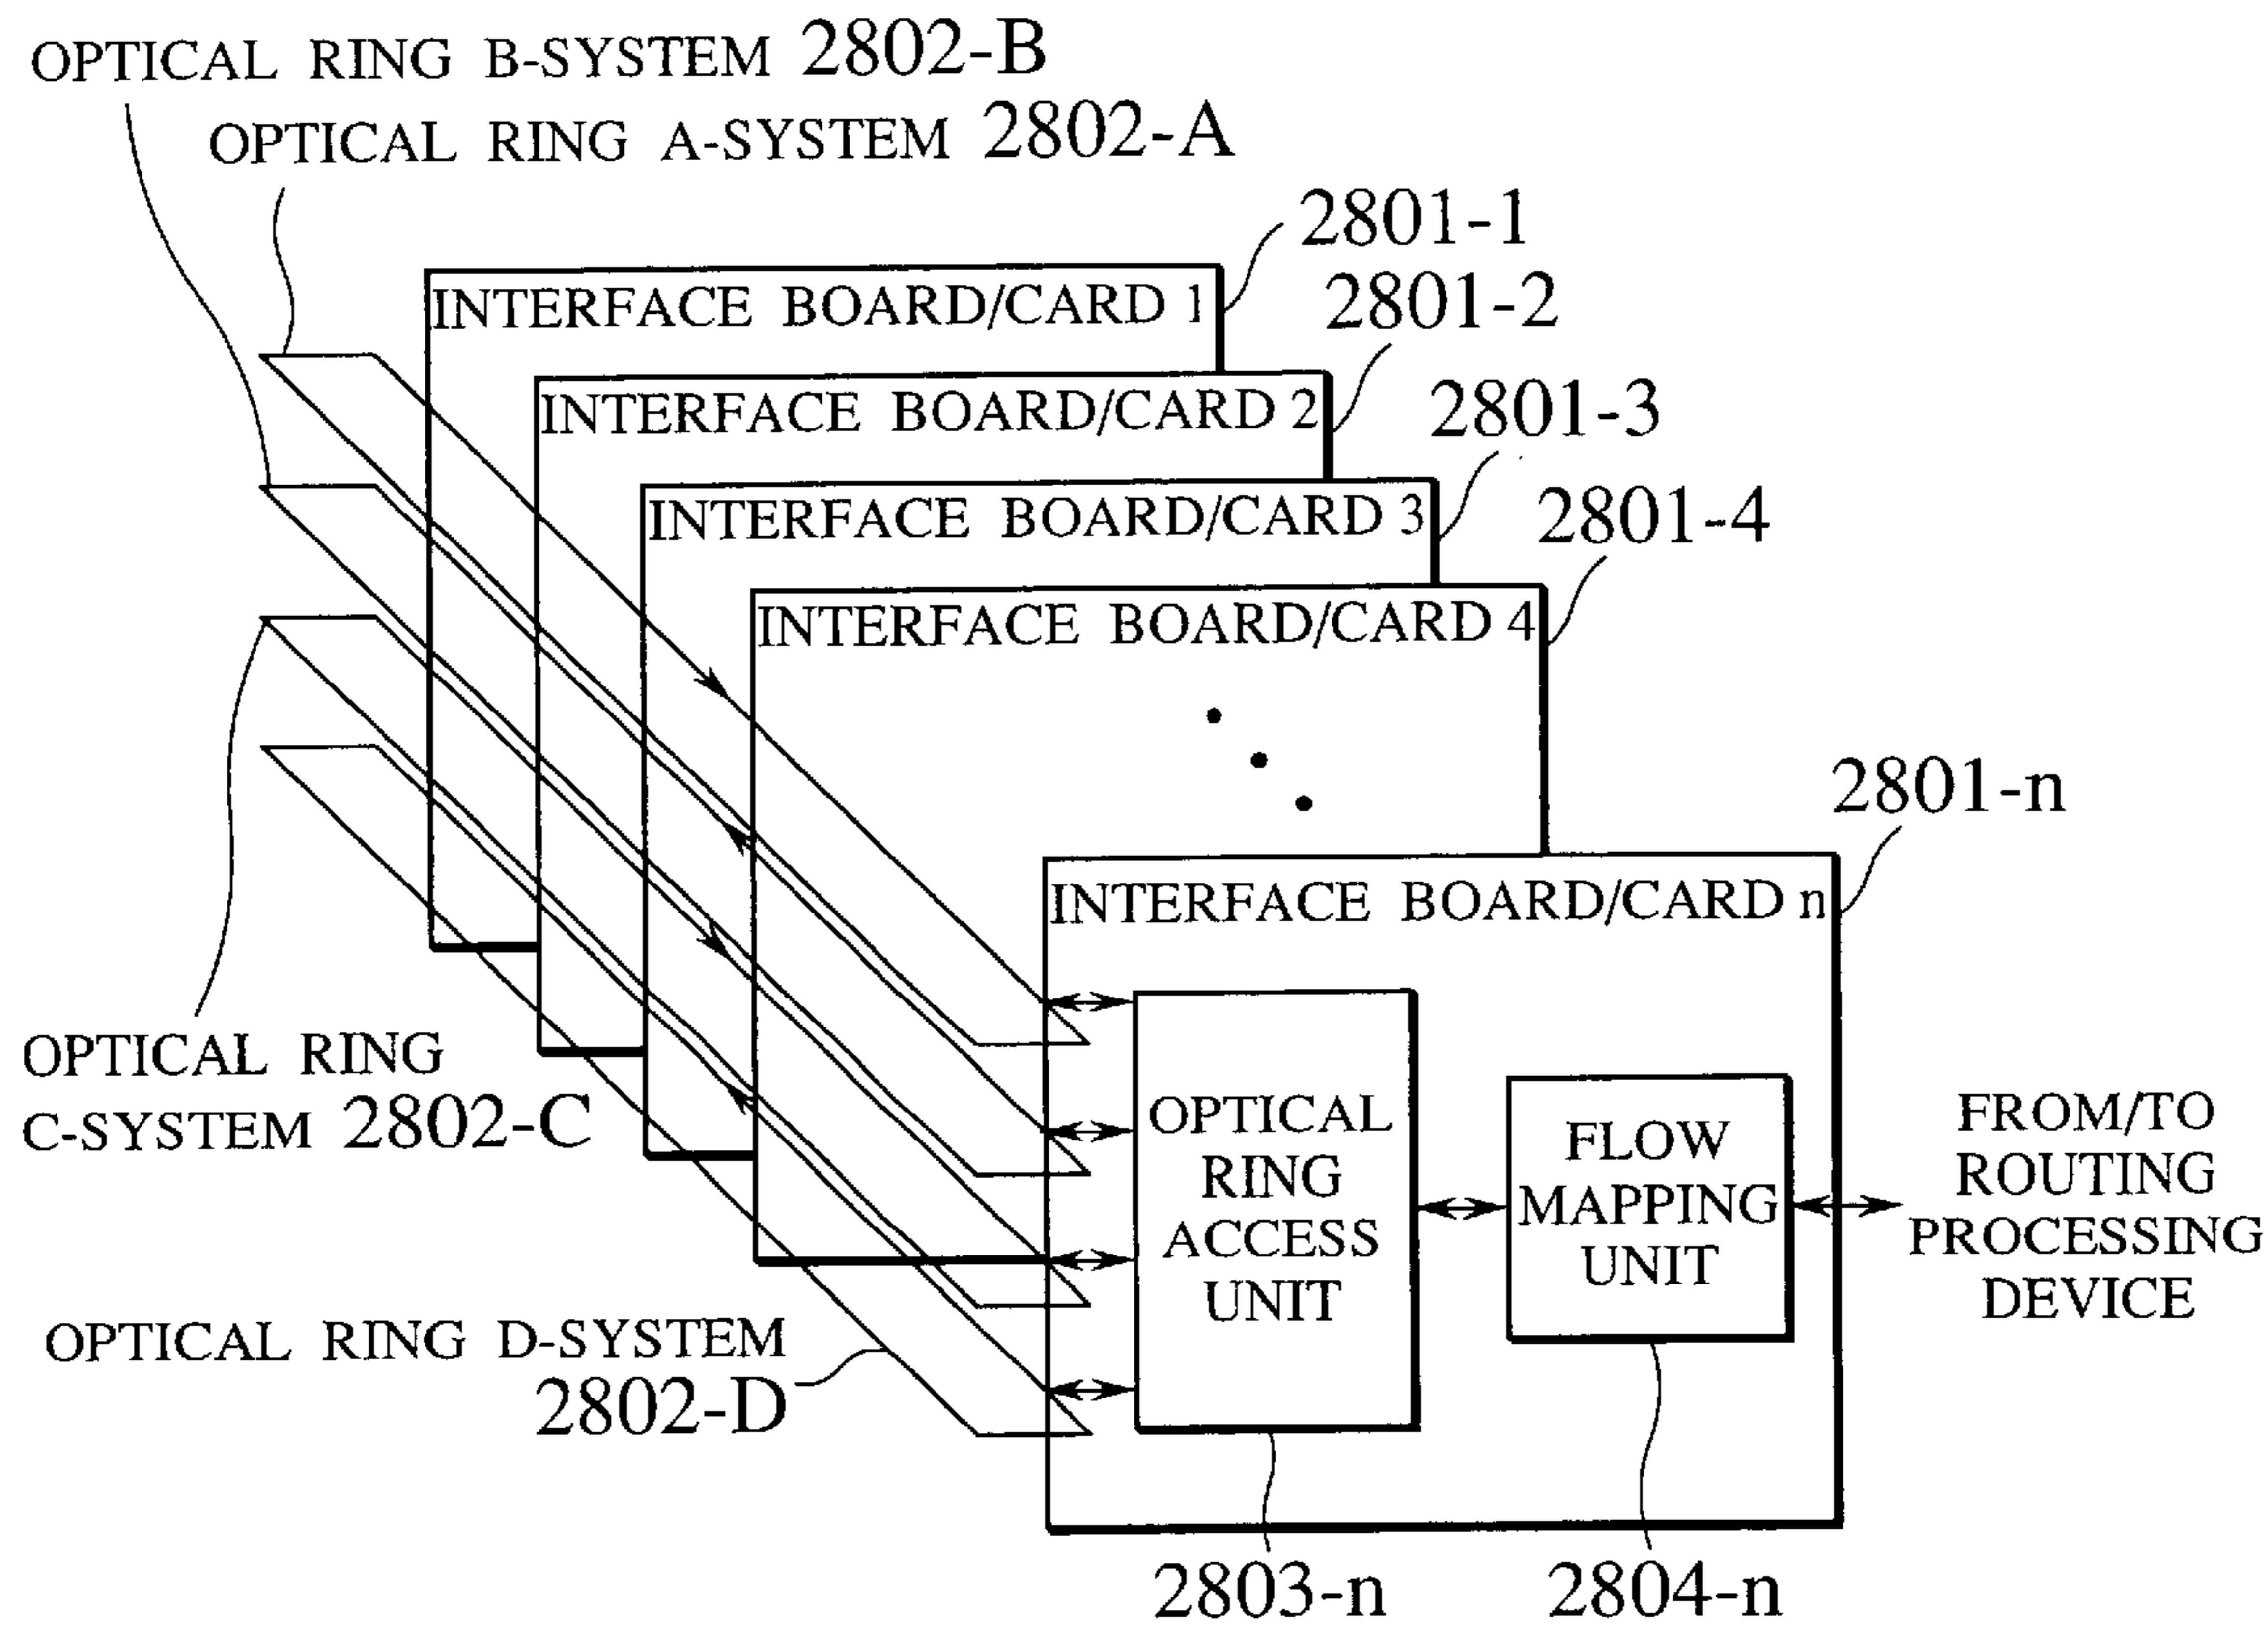 OPTICAL RING B-SYSTEM 2802-B
OPTICAL RING A-SYSTEM 2802-A
2801-1
INTERFACE BOARD/CARD 1
2801-2
INTERFACE BOARD/CARD 2
2801-3
INTERFACE BOARD/CARD 3
2801-4
INTERFACE BOARD/CARD 4
2801-n
INTERFACE BOARD/CARD n
OPTICAL RING
C-SYSTEM 2802-C
OPTICAL
RING
ACCESS
UNIT
FLOW
MAPPING
UNIT
FROM/TO
ROUTING
PROCESSING
DEVICE
OPTICAL RING D-SYSTEM
2802-D
2803-n
2804-n